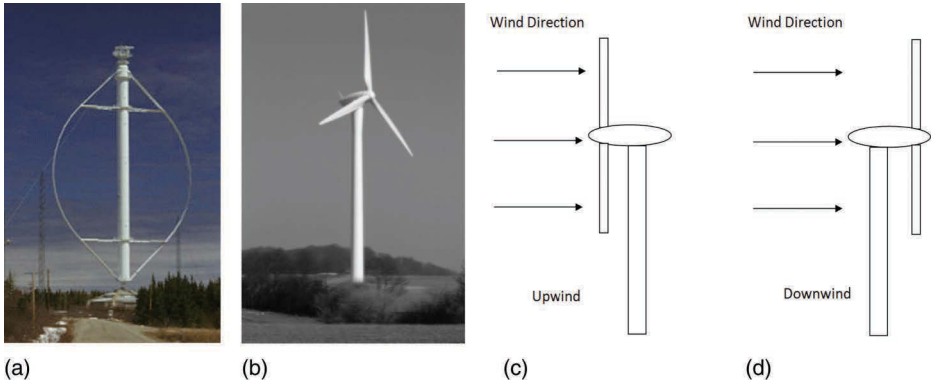 Wind Direction
Wind Direction
Upwind
Downwind
(a)
(b)
(c)
(d)